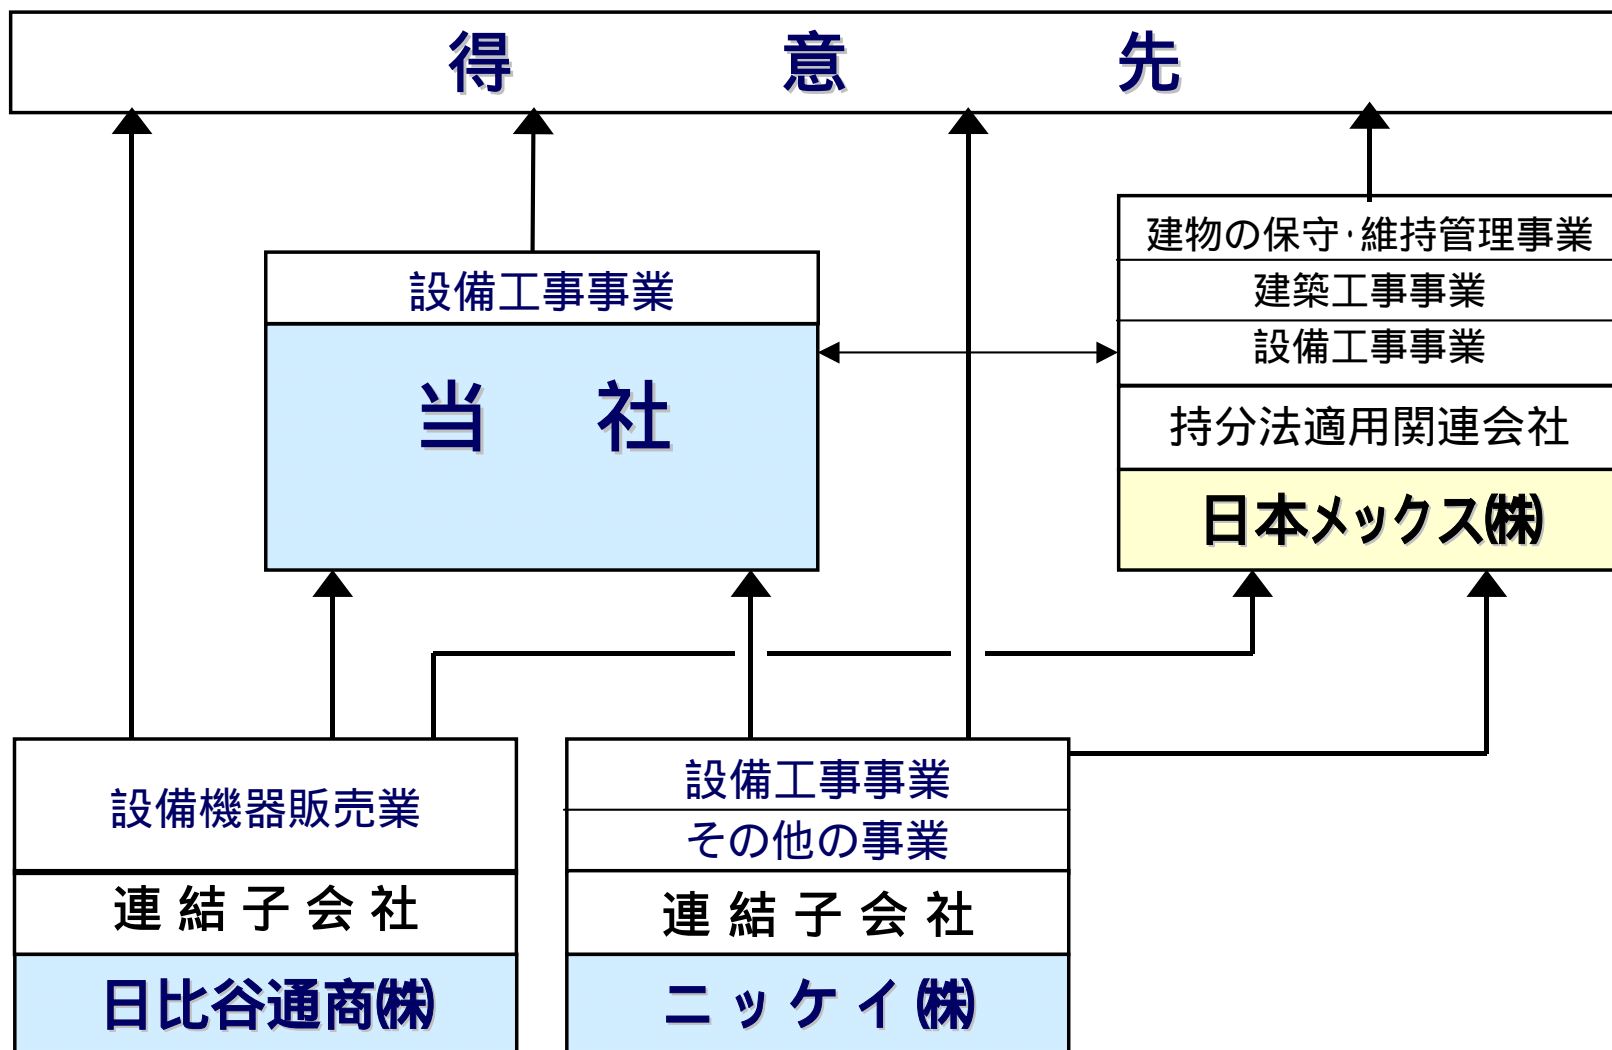 得 意 先
建物の保守・維持管理事業
建築工事事業
設備工事事業
持分法適用関連会社
日本メックス㈱
設備工事事業
当 社
設備機器販売業
連結子会社
日比谷通商㈱
設備工事事業
その他の事業
連結子会社
ニッケイ㈱